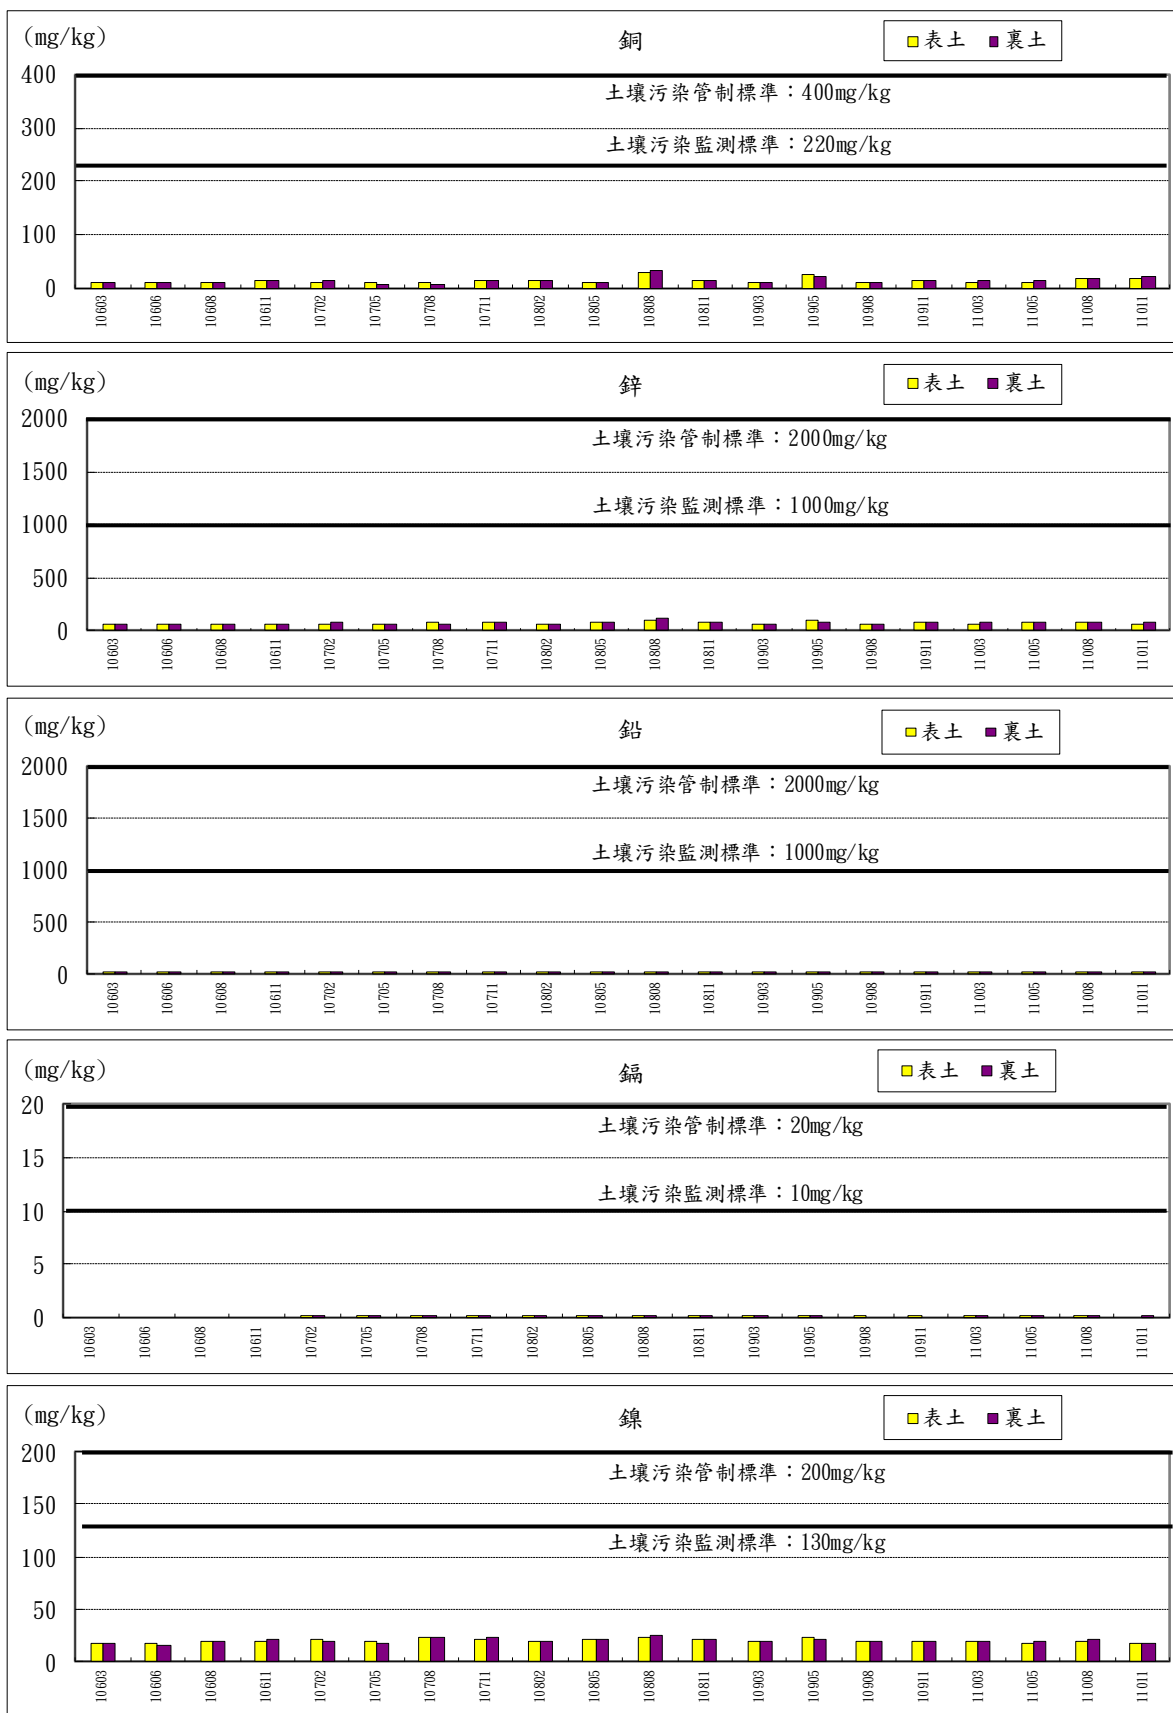 (mg/kg) 銅 表土 裏土
400 土壤污染管制標準：400mg/kg
300
土壤污染監測標準：220mg/kg
200
100
0
10603 10606 10608 10611 10702 10705 10708 10711 10802 10805 10808 10811 10903 10905 10908 10911 11003 11005 11008 11011
(mg/kg) 鋅 表土 裏土
2000
土壤污染管制標準：2000mg/kg
1500
土壤污染監測標準：1000mg/kg
1000
500
0
10603 10606 10608 10611 10702 10705 10708 10711 10802 10805 10808 10811 10903 10905 10908 10911 11003 11005 11008 11011
(mg/kg) 鉛 表土 裏土
2000
土壤污染管制標準：2000mg/kg
1500
土壤污染監測標準：1000mg/kg
1000
500
0
10603 10606 10608 10611 10702 10705 10708 10711 10802 10805 10808 10811 10903 10905 10908 10911 11003 11005 11008 11011
(mg/kg) 鎘 表土 裏土
20
土壤污染管制標準：20mg/kg
15
土壤污染監測標準：10mg/kg
10
5
0
10603 10606 10608 10611 10702 10705 10708 10711 10802 10805 10808 10811 10903 10905 10908 10911 11003 11005 11008 11011
(mg/kg) 鎳 表土 裏土
200
土壤污染管制標準：200mg/kg
150
土壤污染監測標準：130mg/kg
100
50
0
10603 10606 10608 10611 10702 10705 10708 10711 10802 10805 10808 10811 10903 10905 10908 10911 11003 11005 11008 11011